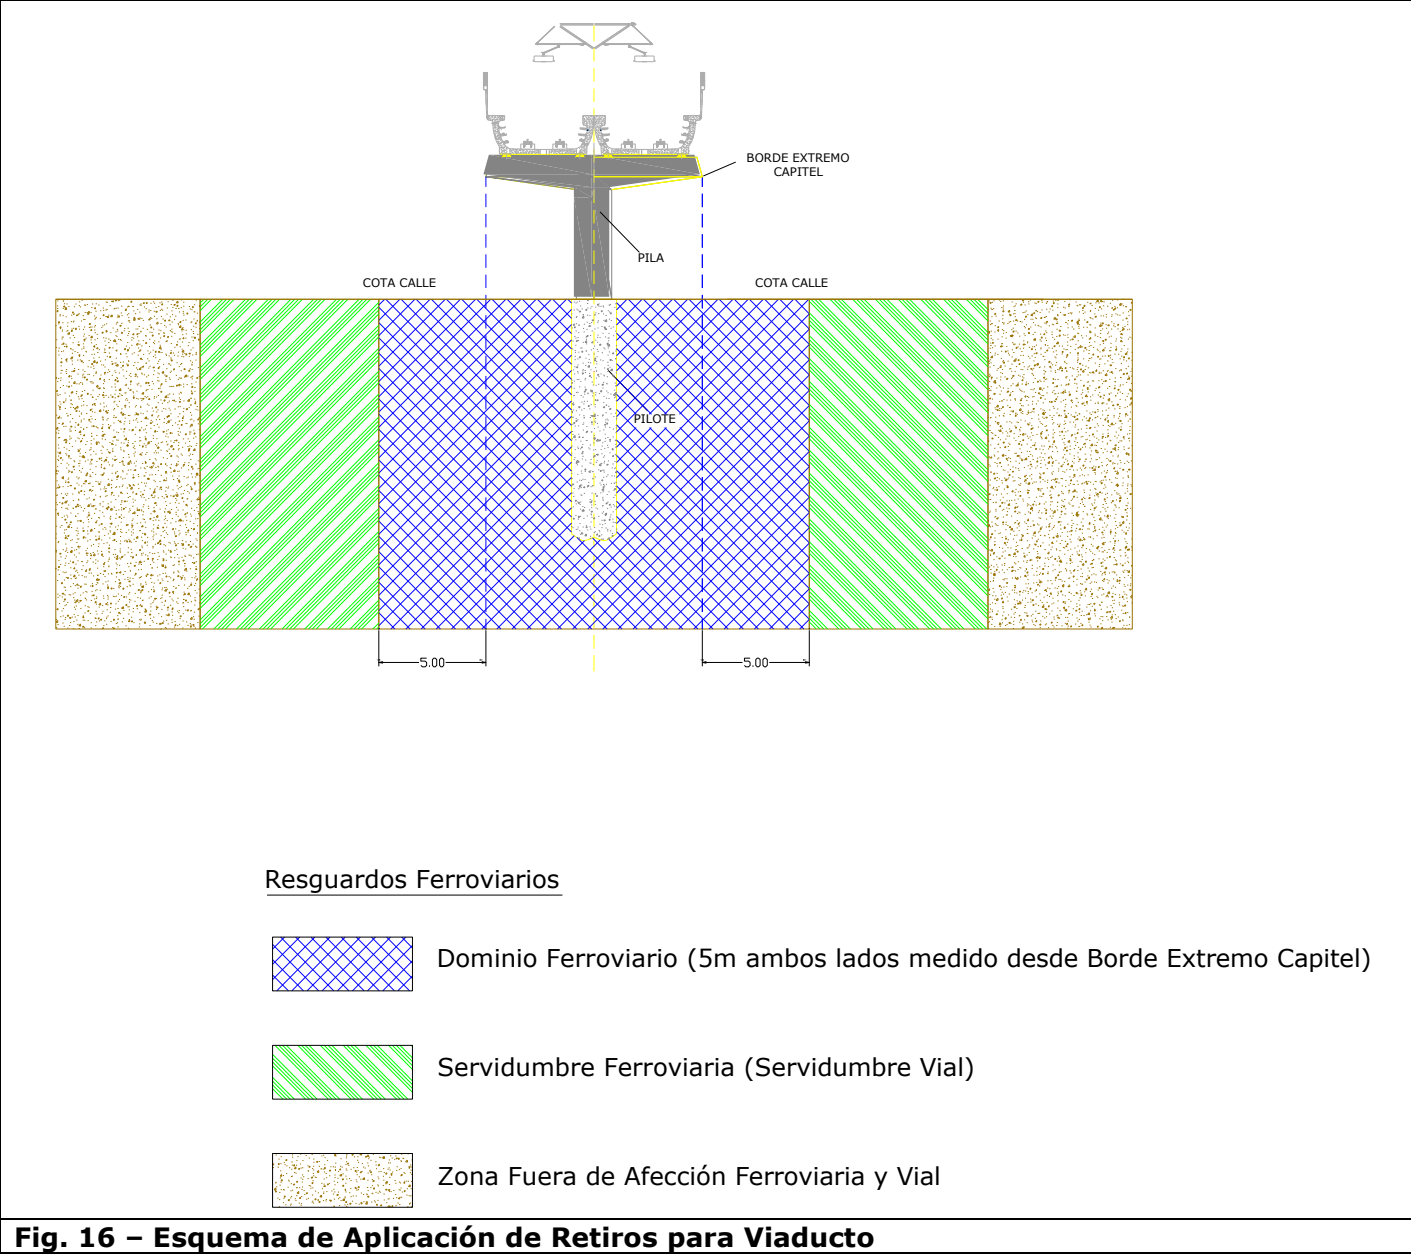 BORDE EXTREMO
CAPITEL
PILA
COTA CALLE
COTA CALLE
PILOTE
5.00
5.00
Resguardos Ferroviarios
Dominio Ferroviario (5m ambos lados medido desde Borde Extremo Capitel)
Servidumbre Ferroviaria (Servidumbre Vial)
Zona Fuera de Afección Ferroviaria y Vial
Fig. 16 – Esquema de Aplicación de Retiros para Viaducto